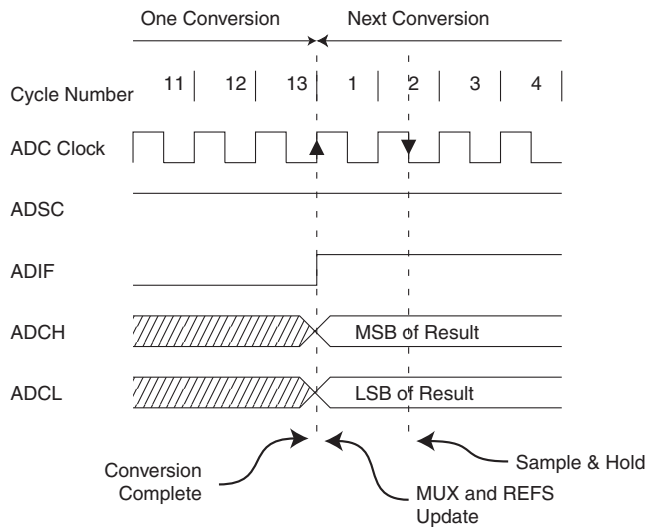 One Conversion Next Conversion
Cycle Number 11 12 13 1 2 3 4
ADC Clock
ADSC
ADIF
ADCH MSB of Result
ADCL LSB of Result
Conversion
Complete
MUX and REFS
Update
Sample & Hold